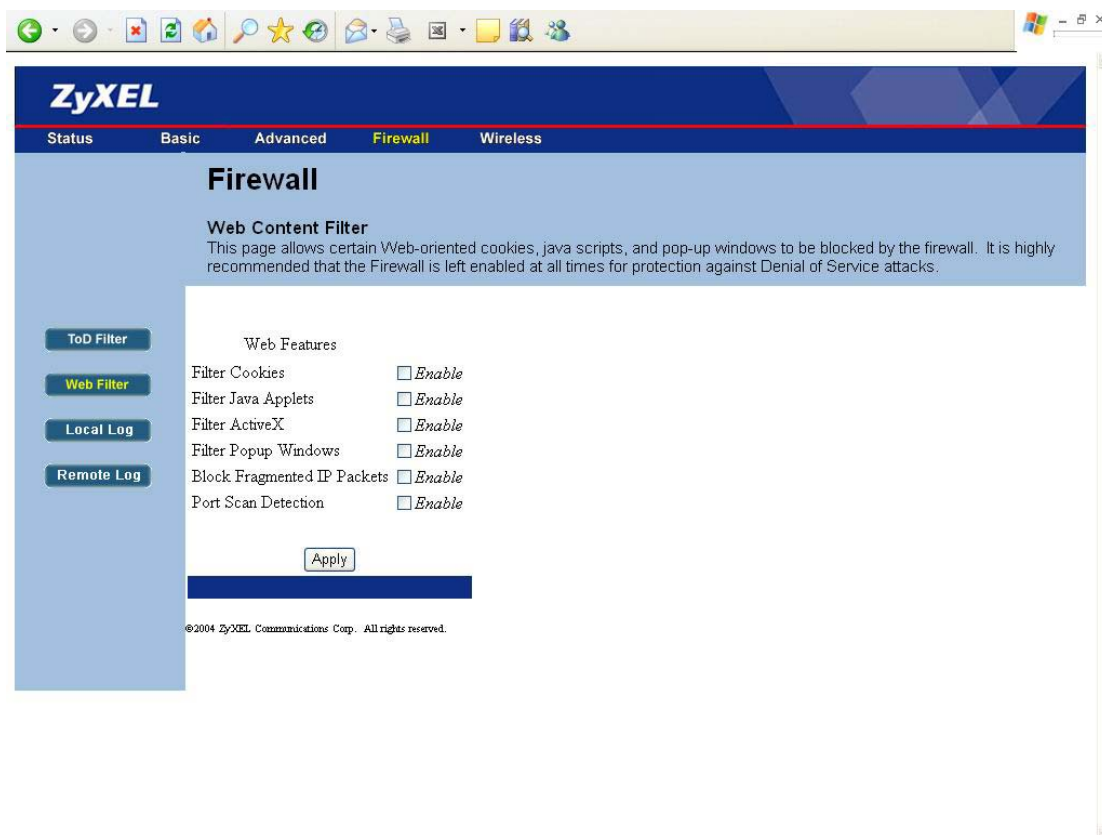 ZyXEL
Status Basic Advanced Firewall Wireless
Firewall
Web Content Filter
This page allows certain Web-oriented cookies, java scripts, and pop-up windows to be blocked by the firewall. It is highly
recommended that the Firewall is left enabled at all times for protection against Denial of Service attacks.
ToD Filter
Web Filter
Local Log
Remote Log
Web Features
Filter Cookies Enable
Filter Java Applets Enable
Filter ActiveX Enable
Filter Popup Windows Enable
Block Fragmented IP Packets Enable
Port Scan Detection Enable
Apply
©2004 ZyXEL Communications Corp. All rights reserved.